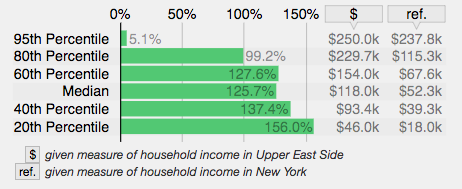 0% 50% 100% 150% $ ref.
95th Percentile 5.1% $250.0k $237.8k
80th Percentile 99.2% $229.7k $115.3k
60th Percentile 127.6% $154.0k $67.6k
Median 125.7% $118.0k $52.3k
40th Percentile 137.4% $93.4k $39.3k
20th Percentile 156.0% $46.0k $18.0k
$ given measure of household income in Upper East Side
ref. given measure of household income in New York